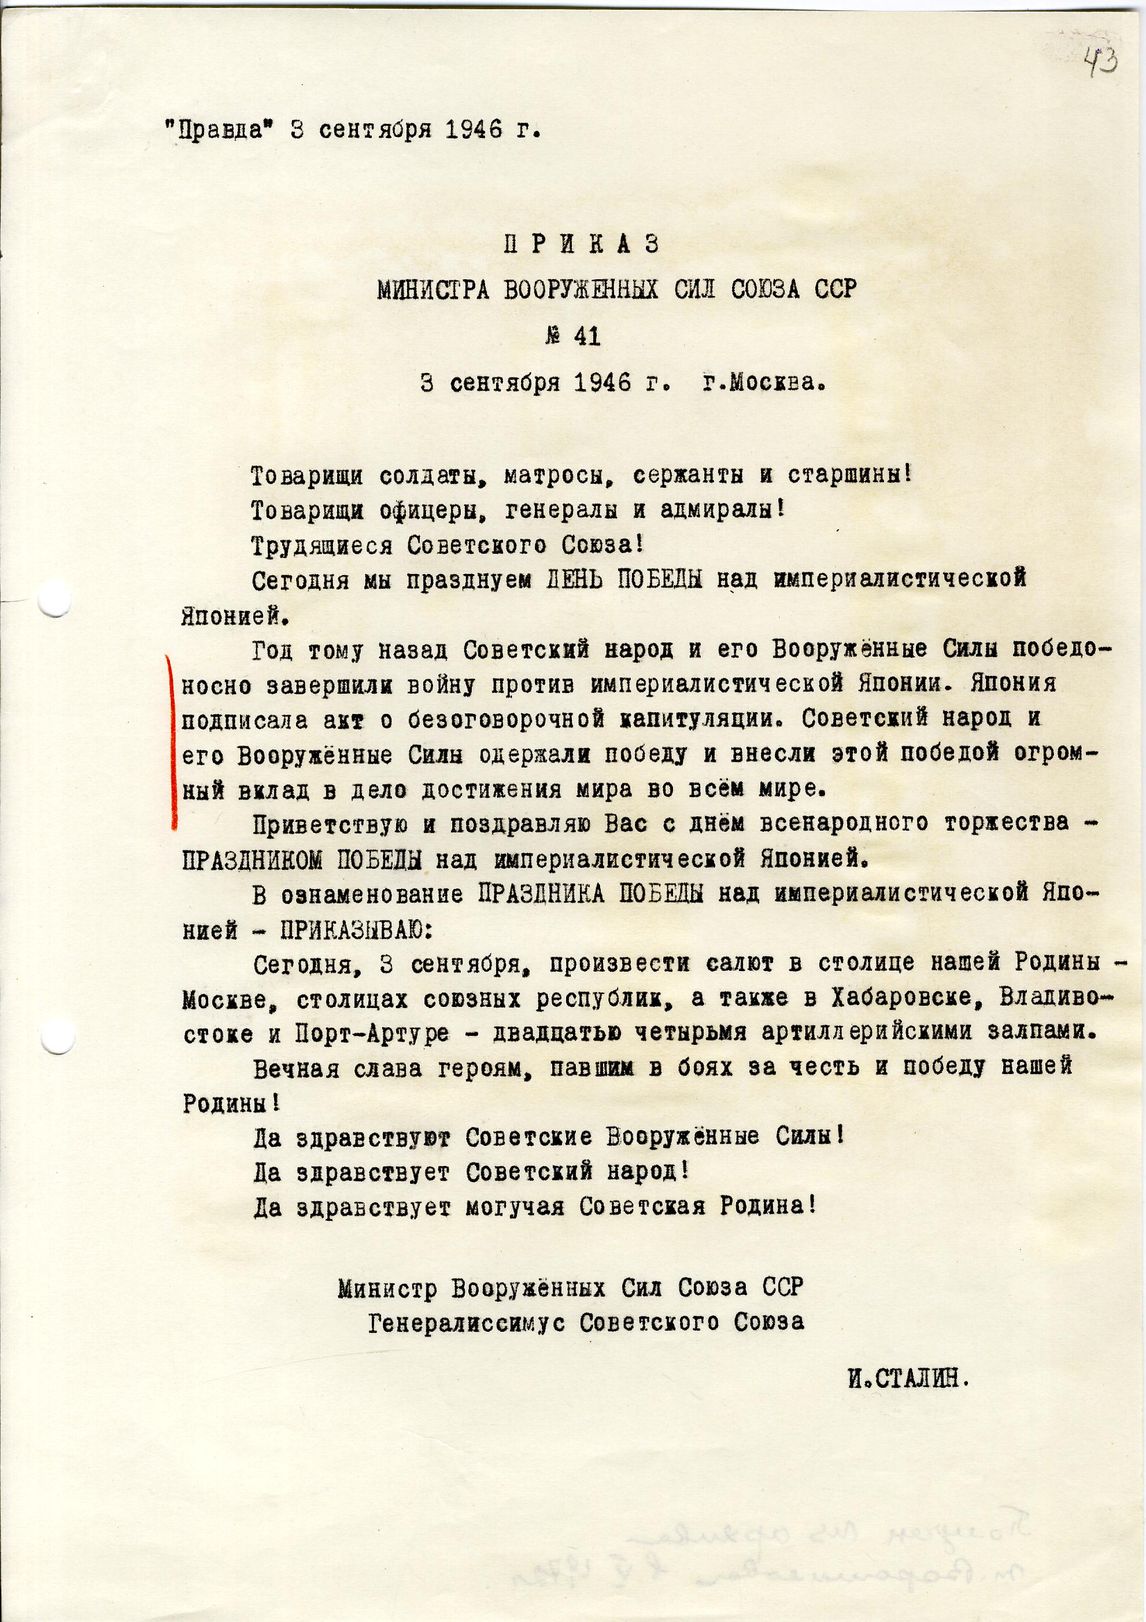 43
"Правда" 3 сентября 1946 г.
П Р И К А З
МИНИСТРА ВООРУЖЕННЫХ СИЛ СОЮЗА ССР
№ 41
3 сентября 1946 г. г.Москва.
Товарищи солдаты, матросы, сержанты и старшины!
Товарищи офицеры, генералы и адмиралы!
Трудящиеся Советского Союза!
Сегодня мы празднуем ДЕНЬ ПОБЕДЫ над империалистической
Японией.
Год тому назад Советский народ и его Вооружённые Силы победо-
носно завершили войну против империалистической Японии. Япония
подписала акт о безоговорочной капитуляции. Советский народ и
его Вооружённые Силы одержали победу и внесли этой победой огром-
ный вклад в дело достижения мира во всём мире.
Приветствую и поздравляю Вас с днём всенародного торжества -
ПРАЗДНИКОМ ПОБЕДЫ над империалистической Японией.
В ознаменование ПРАЗДНИКА ПОБЕДЫ над империалистической Япо-
нией - ПРИКАЗЫВАЮ:
Сегодня, 3 сентября, произвести салют в столице нашей Родины -
Москве, столицах союзных республик, а также в Хабаровске, Владиво-
стоке и Порт-Артуре - двадцатью четырьмя артиллерийскими залпами.
Вечная слава героям, павшим в боях за честь и победу нашей
Родины!
Да здравствуют Советские Вооружённые Силы!
Да здравствует Советский народ!
Да здравствует могучая Советская Родина!
Министр Вооружённых Сил Союза ССР
Генералиссимус Советского Союза
И.СТАЛИН.